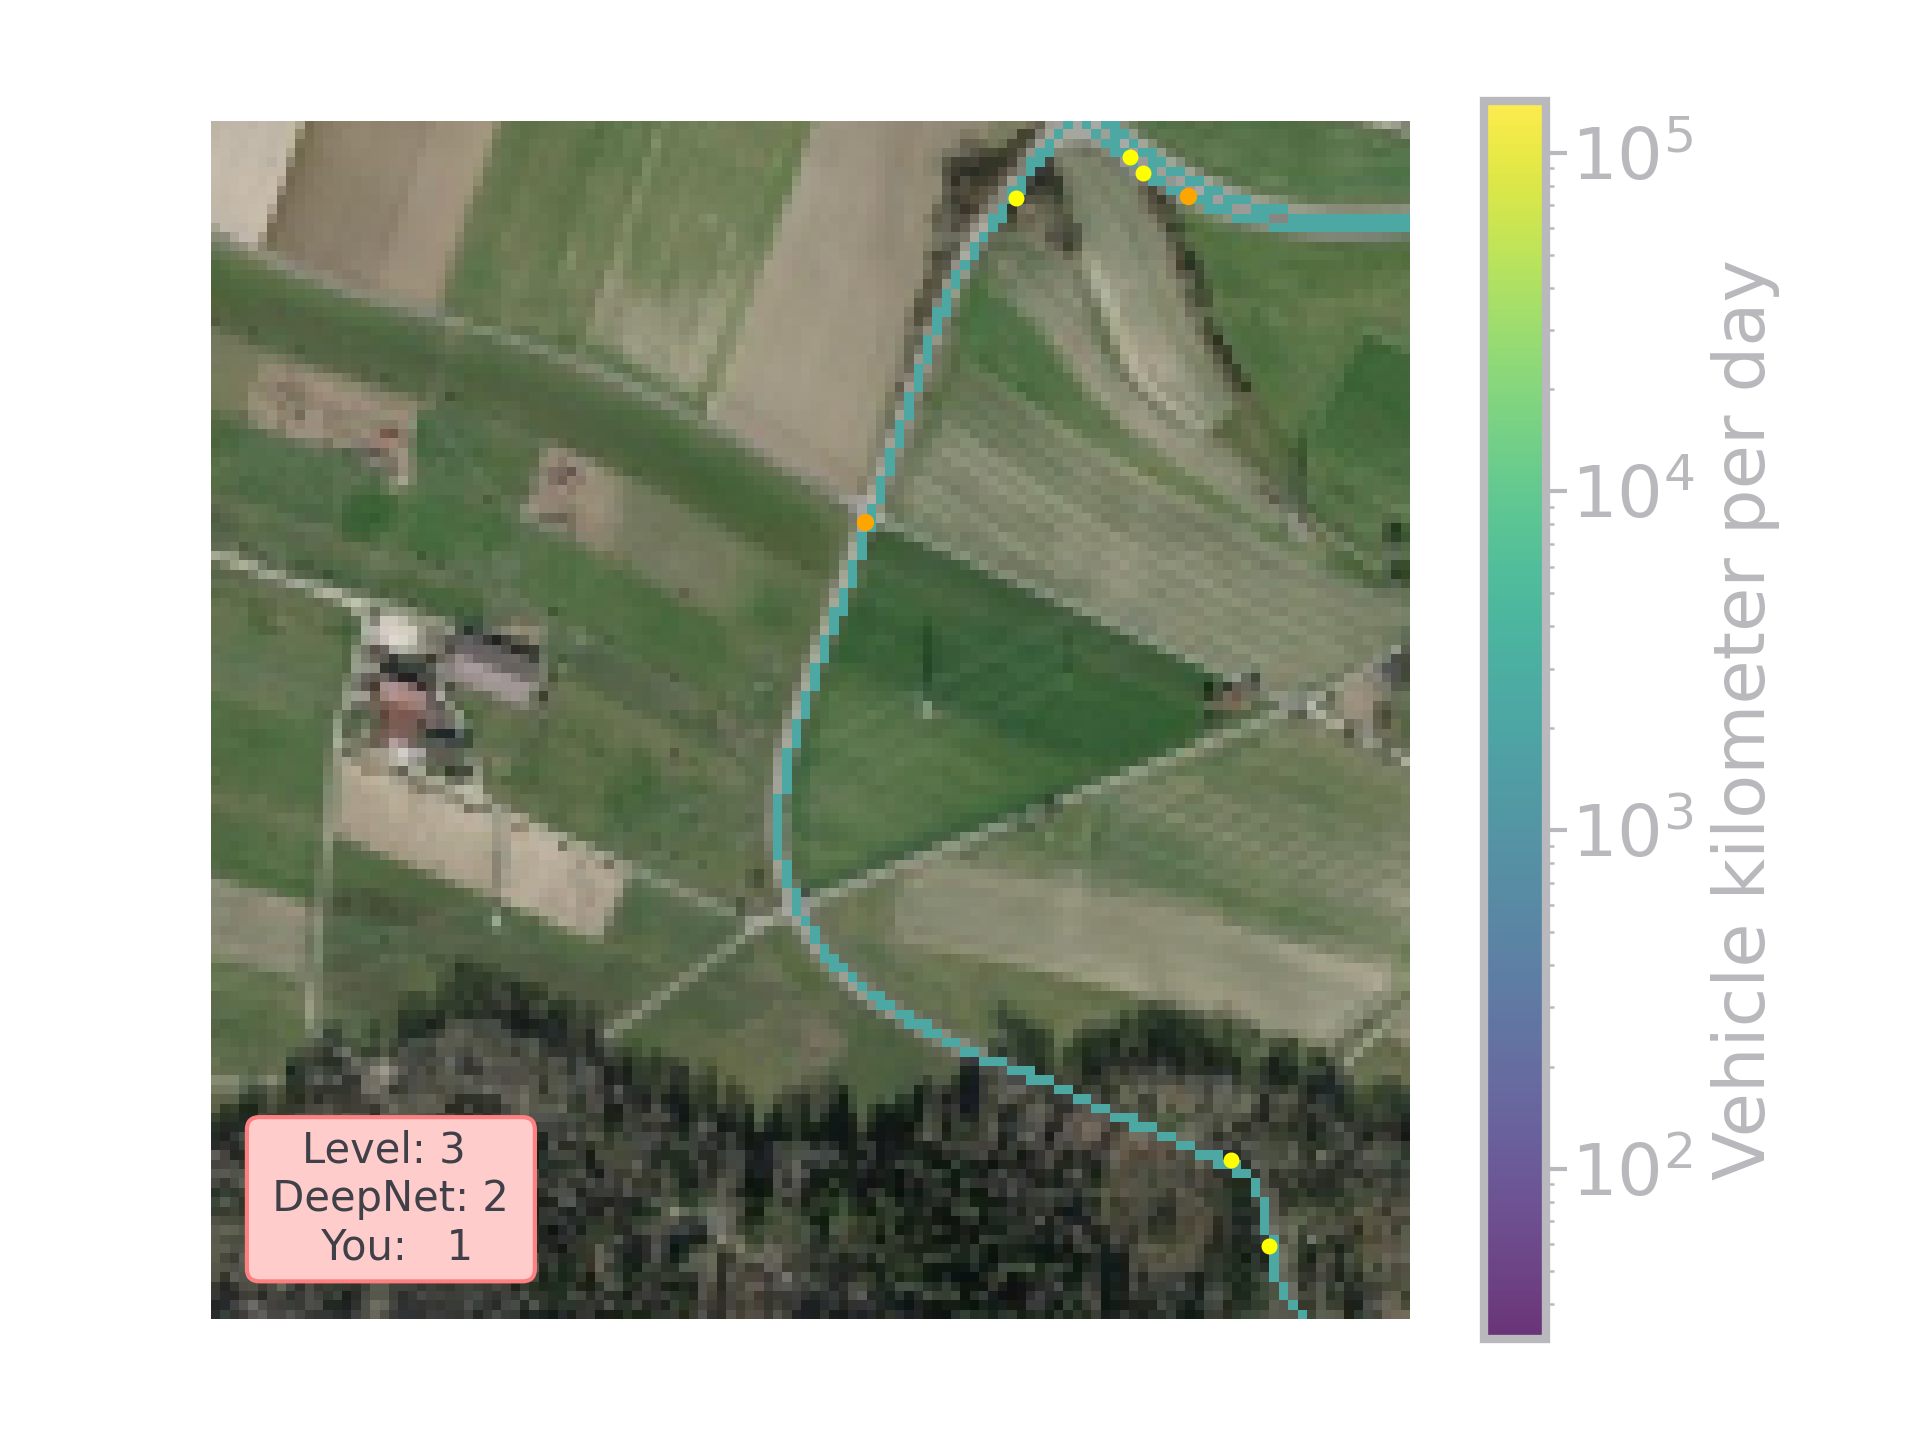 Level: 3
DeepNet: 2
You: 1
10⁵
10⁴
10³
10²
Vehicle kilometer per day